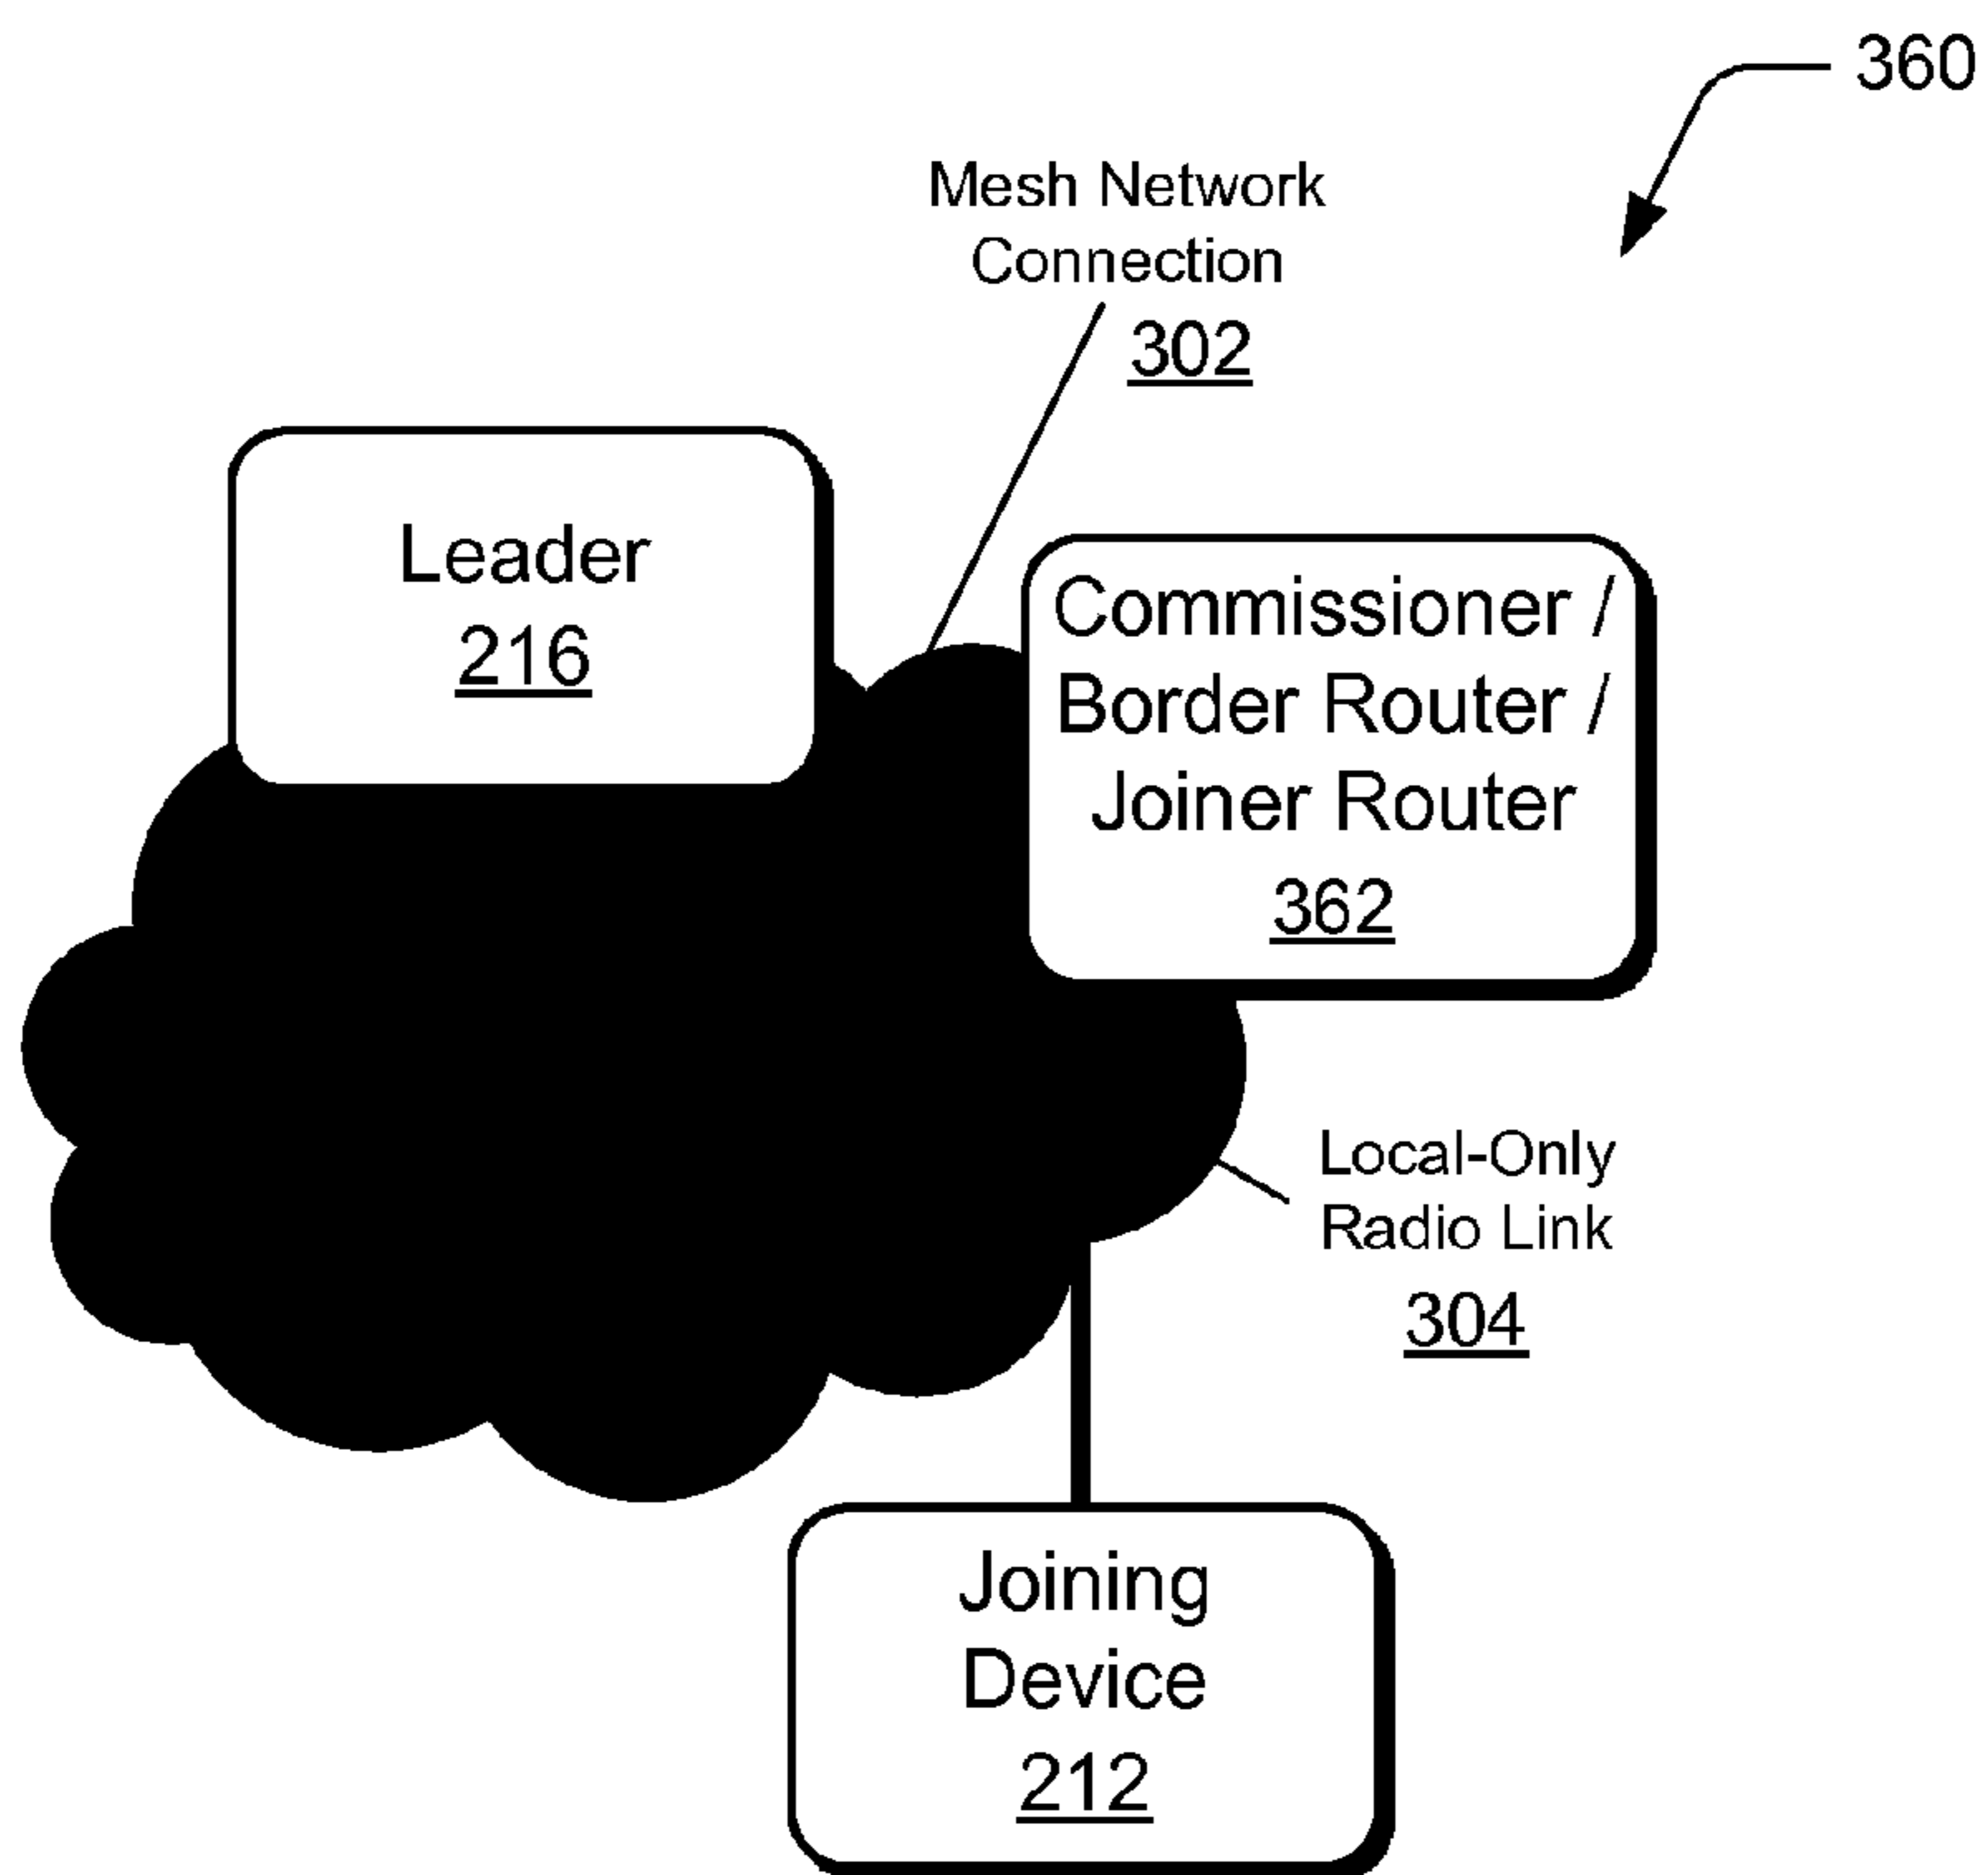 360
Mesh Network
Connection
302
Leader
216
Commissioner /
Border Router /
Joiner Router
362
Local-Only
Radio Link
304
Joining
Device
212